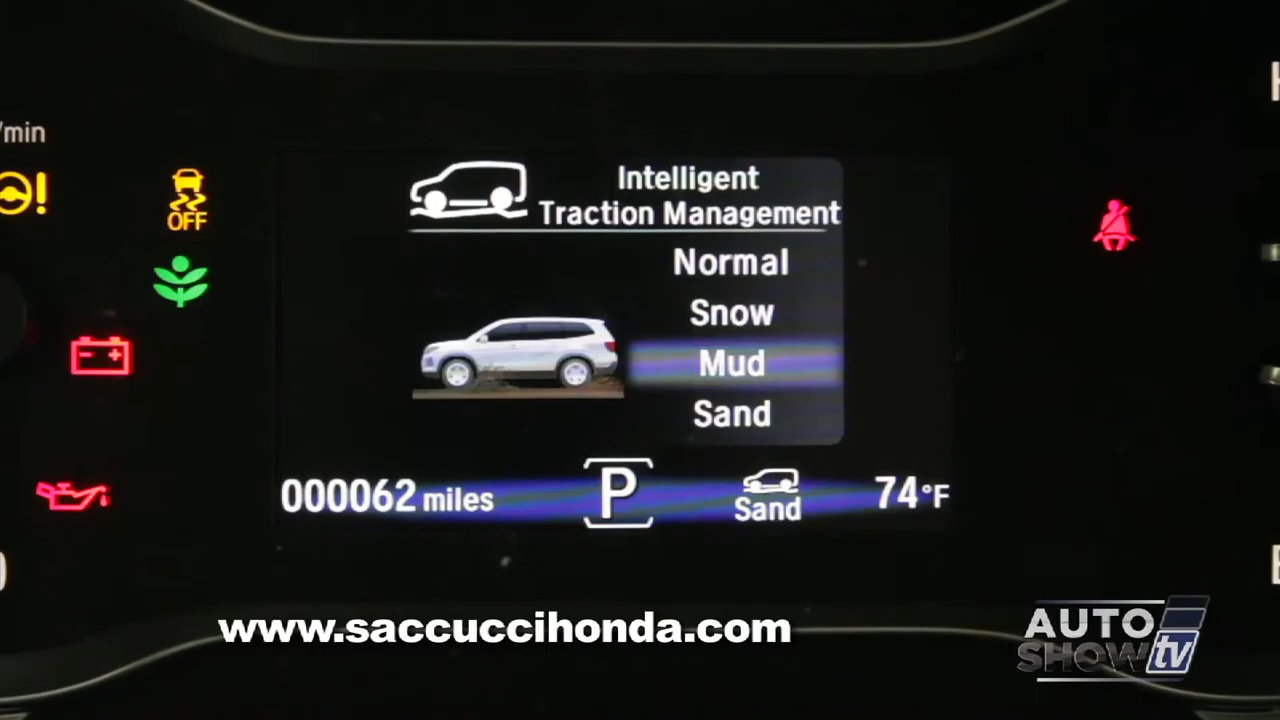 /min
OFF
Intelligent
Traction Management
Normal
Snow
Mud
Sand
000062 miles
P
Sand
74°F
www.saccuccihonda.com
AUTO
SHOW tv